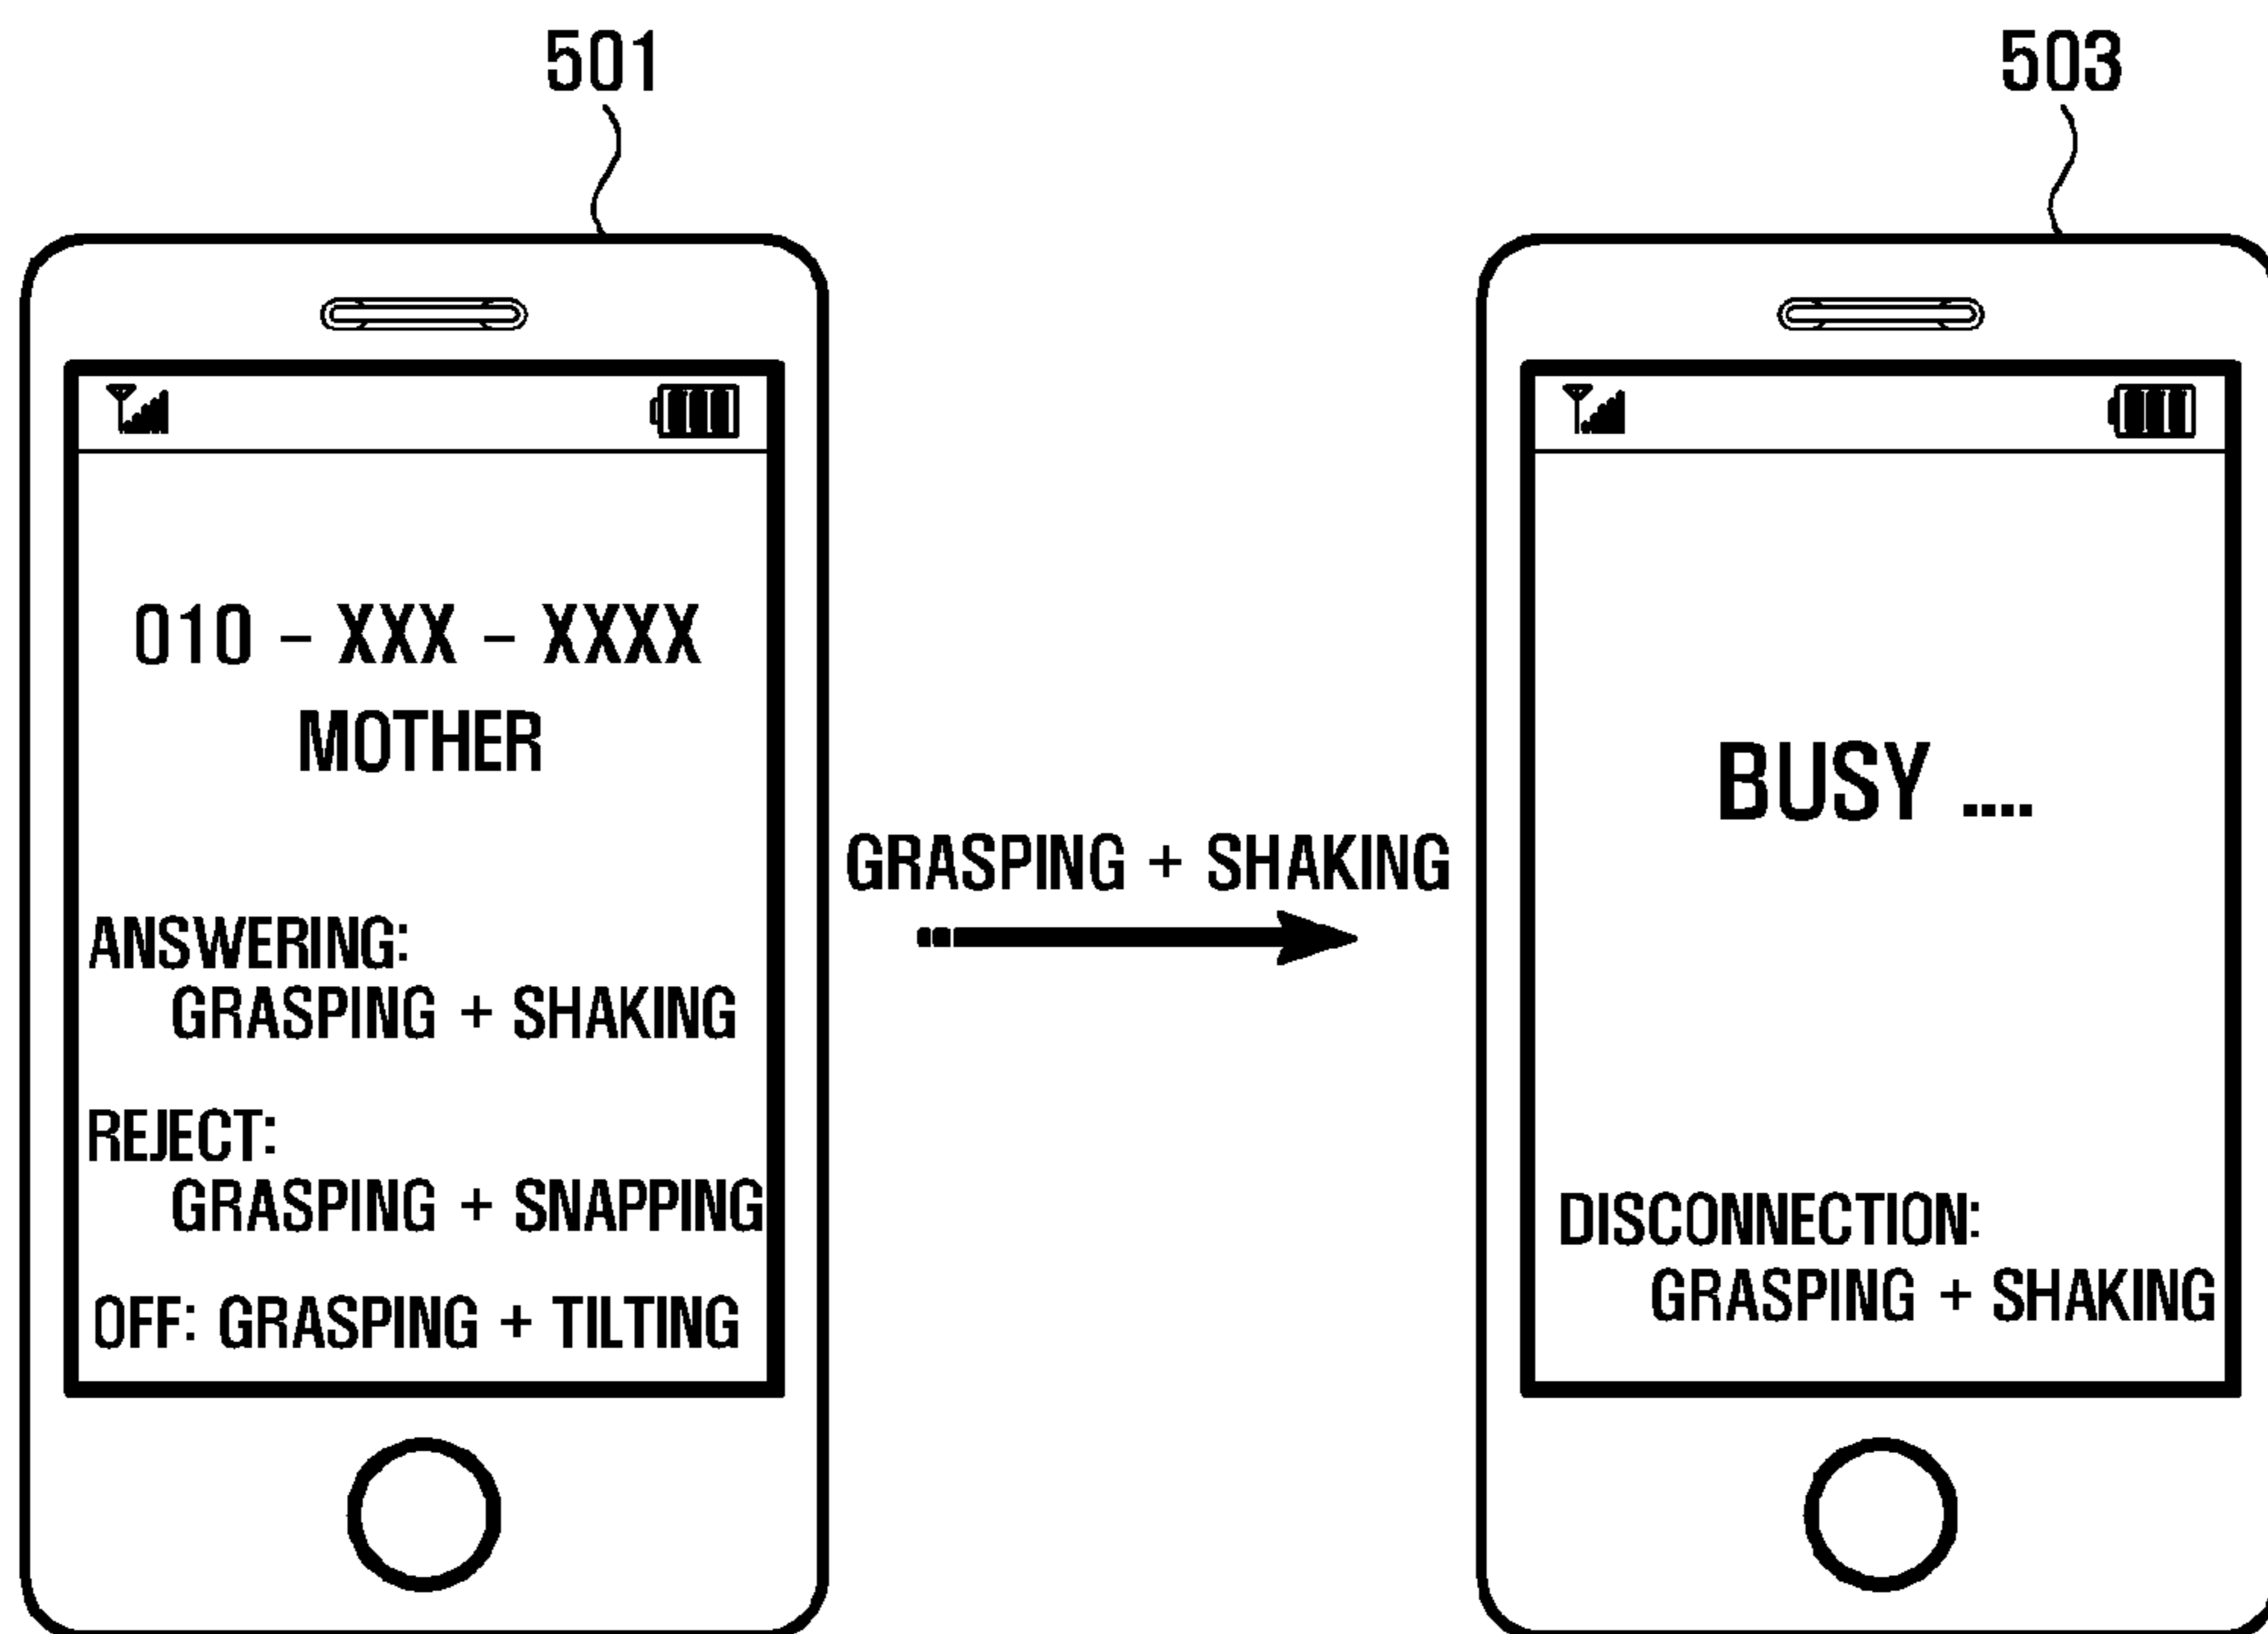 501
010 – XXX – XXXX
MOTHER
ANSWERING:
GRASPING + SHAKING
REJECT:
GRASPING + SNAPPING
OFF: GRASPING + TILTING
GRASPING + SHAKING
503
BUSY ....
DISCONNECTION:
GRASPING + SHAKING